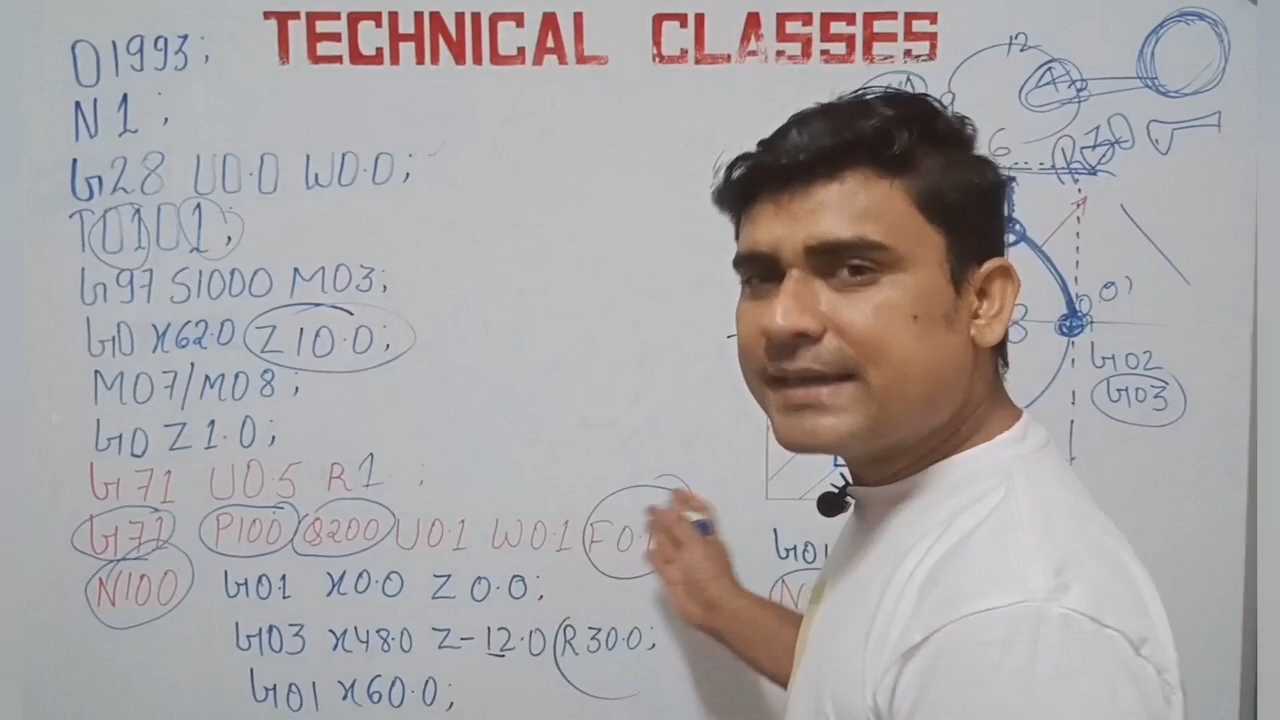 TECHNICAL CLASSES
O1993;
N1;
G28 U0.0 W0.0;
T0101;
G97 S1000 M03;
G0 X62.0 Z10.0;
M07/M08;
G0 Z1.0;
G71 U0.5 R1 ;
G71 P100 Q200 U0.1 W0.1 F0.1
N100 G01 X0.0 Z0.0;
G03 X48.0 Z-12.0 R30.0;
G01 X60.0;
12
6
R30
G02
G03
G01
N